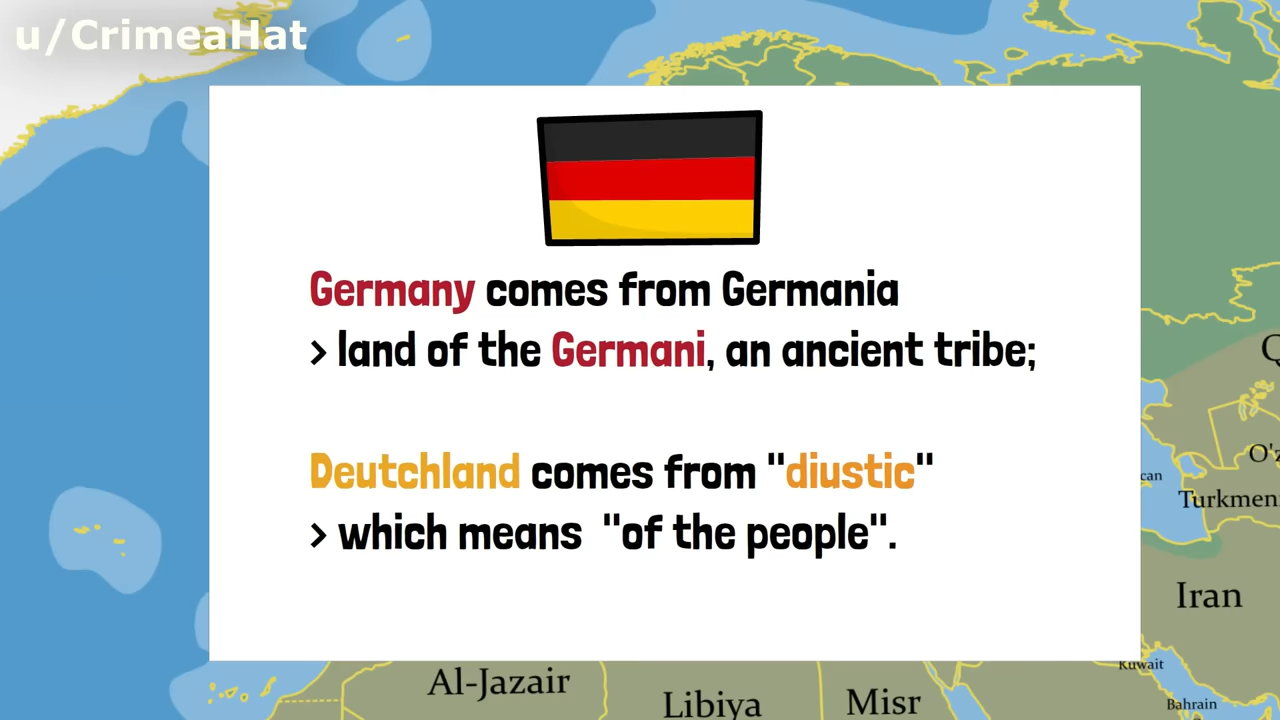 u/CrimeaHat
Germany comes from Germania
> land of the Germani, an ancient tribe;
Deutchland comes from "diustic"
> which means "of the people".
Turkmen
Iran
Kuwait
Al-Jazair
Libiya
Misr
Bahrain